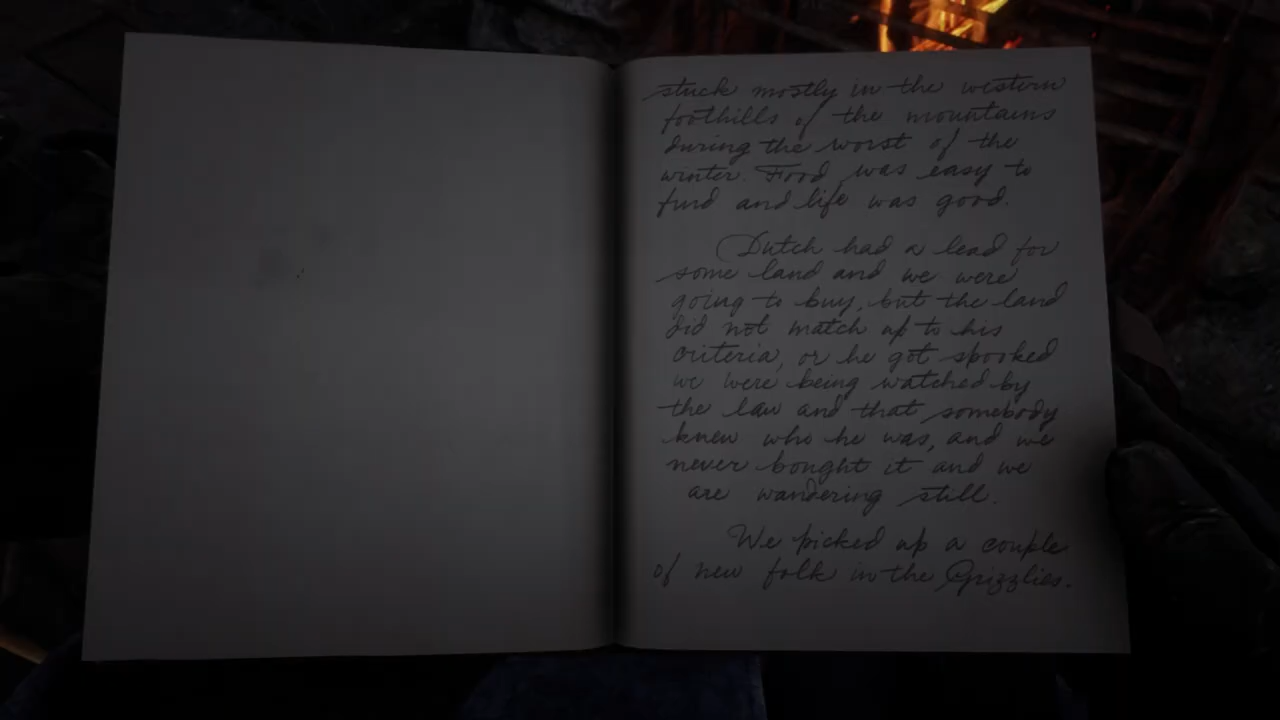 stuck mostly in the western
foothills of the mountains
during the worst of the
winter. Food was easy to
find and life was good.
Dutch had a lead for
some land and we were
going to buy, but the land
did not match up to his
criteria, or he got spooked
we were being watched by
the law and that somebody
knew who he was, and we
never bought it and we
are wandering still.
We picked up a couple
of new folk in the Grizzlies.